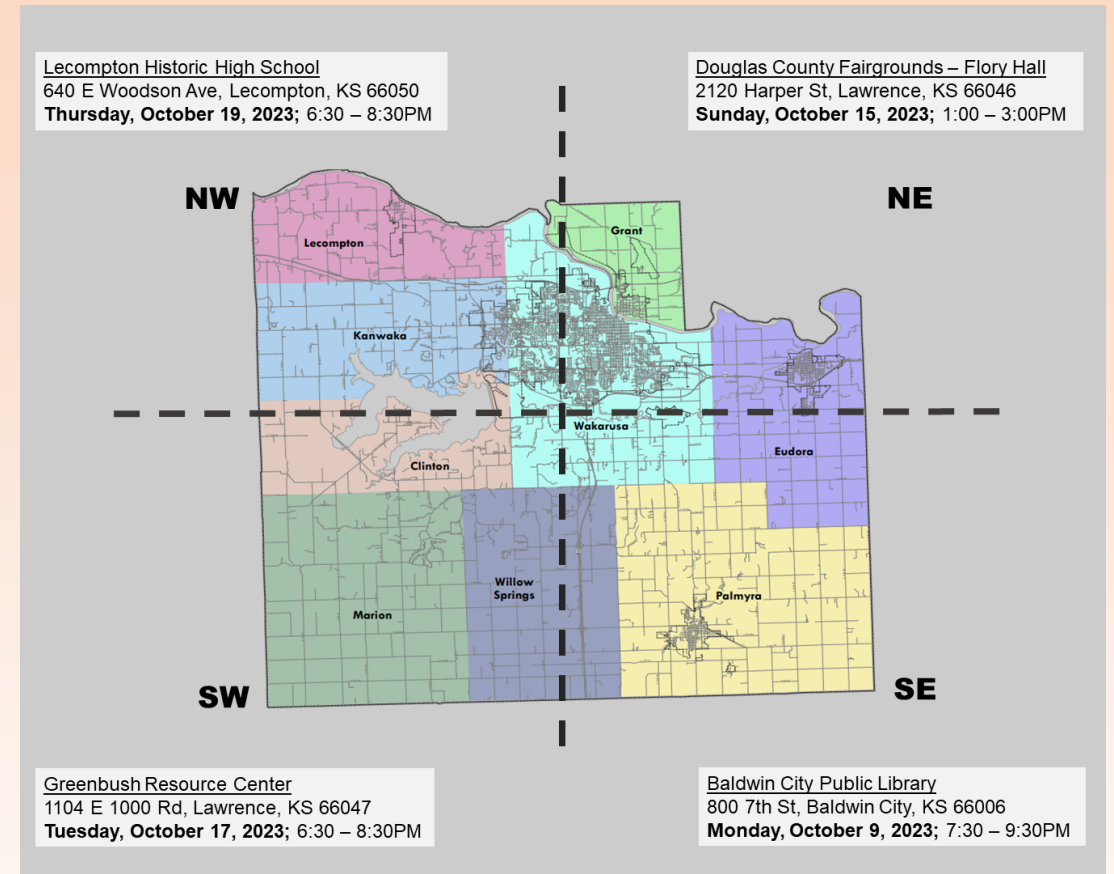 Lecompton Historic High School
640 E Woodson Ave, Lecompton, KS 66050
Thursday, October 19, 2023; 6:30 – 8:30PM
Douglas County Fairgrounds – Flory Hall
2120 Harper St, Lawrence, KS 66046
Sunday, October 15, 2023; 1:00 – 3:00PM
NW
NE
Grant
Lecompton
Kanwaka
Wakarusa
Eudora
Clinton
Willow
Springs
Palmyra
Marion
SW
SE
Greenbush Resource Center
1104 E 1000 Rd, Lawrence, KS 66047
Tuesday, October 17, 2023; 6:30 – 8:30PM
Baldwin City Public Library
800 7th St, Baldwin City, KS 66006
Monday, October 9, 2023; 7:30 – 9:30PM